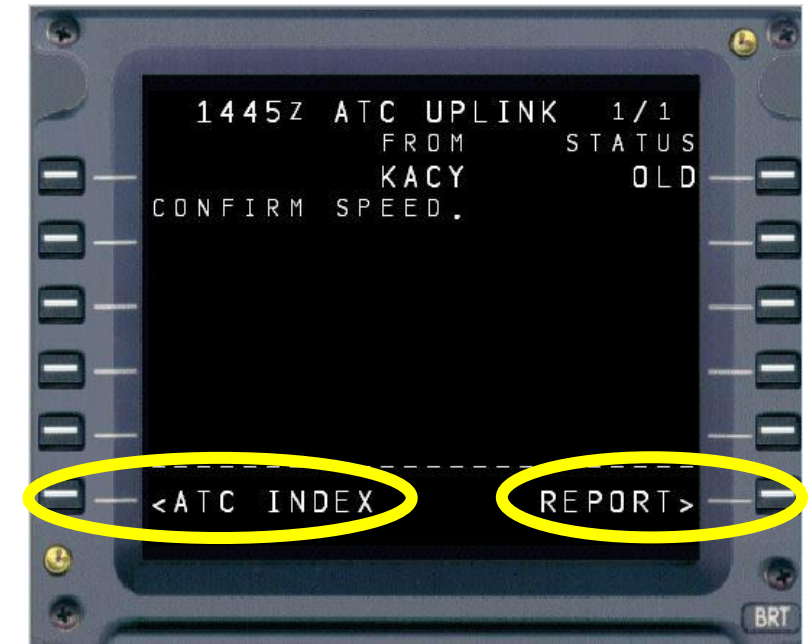 1445Z ATC UPLINK 1/1
FROM STATUS
KACY OLD
CONFIRM SPEED.
<ATC INDEX REPORT>
BRT